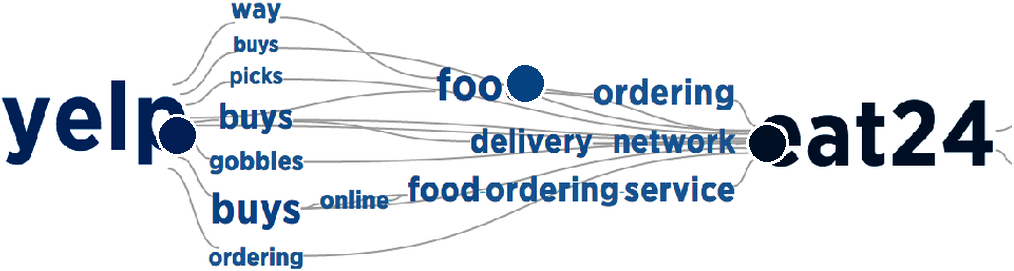 way
buys
picks
foo
ordering
yelp
buys
eat24
delivery network
gobbles
online
food ordering service
buys
ordering